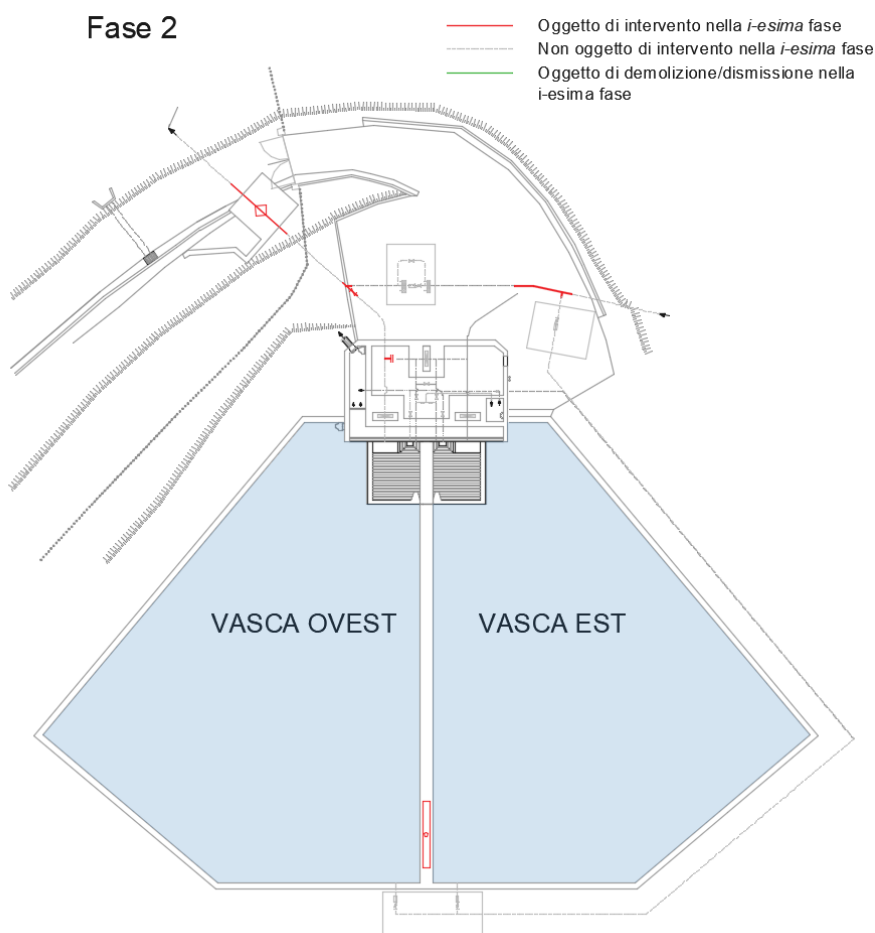 Fase 2
Oggetto di intervento nella i-esima fase
Non oggetto di intervento nella i-esima fase
Oggetto di demolizione/dismissione nella
i-esima fase
VASCA OVEST
VASCA EST